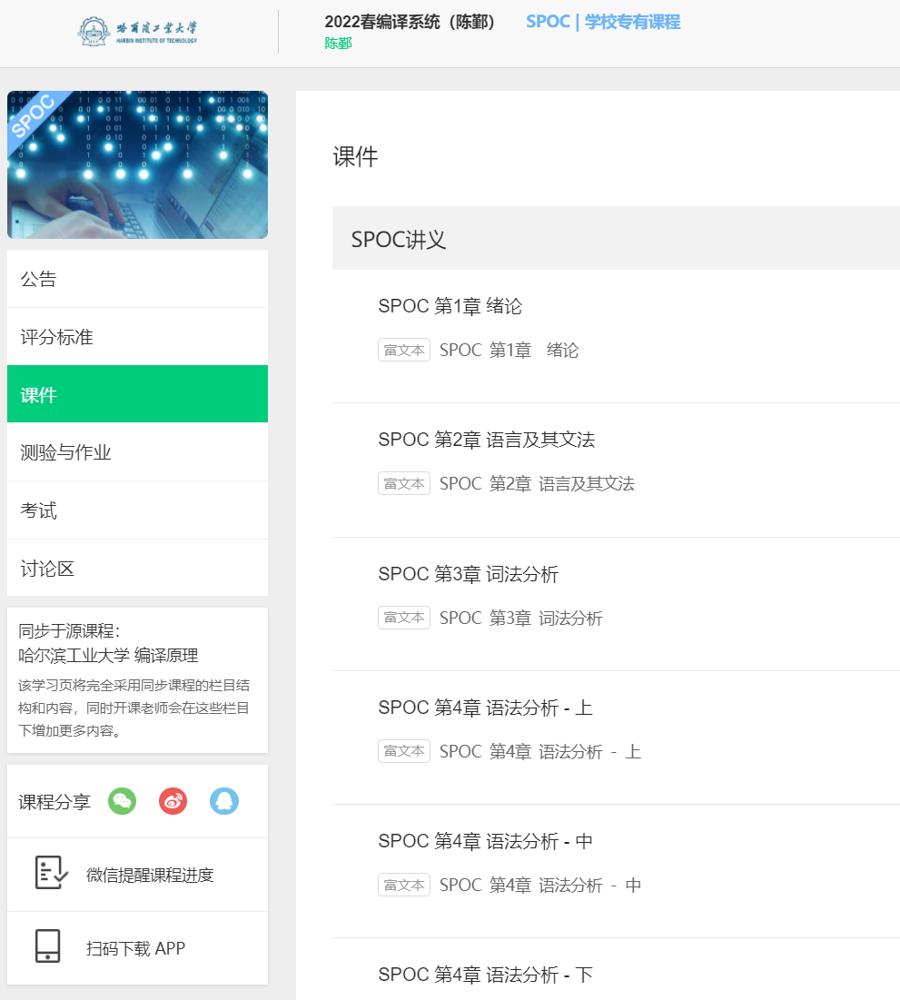 哈尔滨工业大学
HARBIN INSTITUTE OF TECHNOLOGY
2022春编译系统（陈鄞）
SPOC | 学校专有课程
陈鄞
SPOC
公告
评分标准
课件
测验与作业
考试
讨论区
同步于源课程：
哈尔滨工业大学 编译原理
该学习页将完全采用同步课程的栏目结
构和内容，同时开课老师会在这些栏目
下增加更多内容。
课程分享
微信提醒课程进度
扫码下载 APP
课件
SPOC讲义
SPOC 第1章 绪论
富文本 SPOC 第1章 绪论
SPOC 第2章 语言及其文法
富文本 SPOC 第2章 语言及其文法
SPOC 第3章 词法分析
富文本 SPOC 第3章 词法分析
SPOC 第4章 语法分析 - 上
富文本 SPOC 第4章 语法分析 - 上
SPOC 第4章 语法分析 - 中
富文本 SPOC 第4章 语法分析 - 中
SPOC 第4章 语法分析 - 下